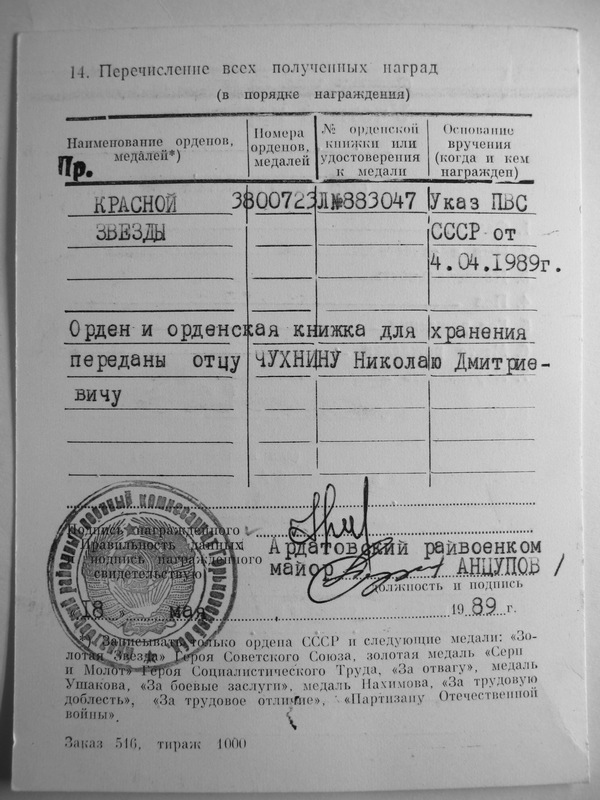 14. Перечисление всех полученных наград
(в порядке награждения)
Наименование орденов, медалей*)
Номера орденов, медалей
№ орденской книжки или удостоверения к медали
Основание вручения (когда и кем награжден)
Пр.
КРАСНОЙ 3800723 Л№883047 Указ ПВС
ЗВЕЗДЫ СССР от
4.04.1989г.
Орден и орденская книжка для хранения
переданы отцу ЧУХНИНУ Николаю Дмитрие-
вичу
Подпись награжденного
Правильность данных
и подпись награжденного
свидетельствую
Ардатовский райвоенком
майор АНЦУПОВ
должность и подпись
«18» мая 1989 г.
*) Записывать только ордена СССР и следующие медали: «Зо-
лотая Звезда» Героя Советского Союза, золотая медаль «Серп
и Молот» Героя Социалистического Труда, «За отвагу», медаль
Ушакова, «За боевые заслуги», медаль Нахимова, «За трудовую
доблесть», «За трудовое отличие», «Партизану Отечественной
войны».
Заказ 516, тираж 1000